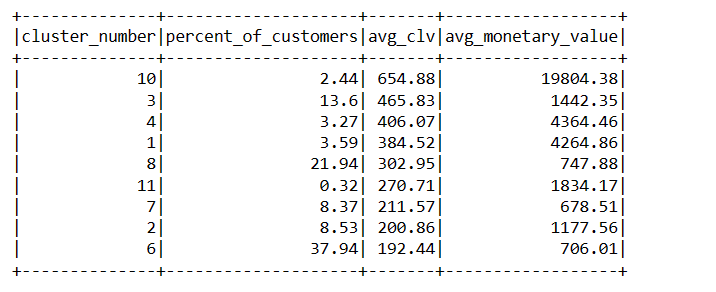 +--------------+--------------------+-------+------------------+
|cluster_number|percent_of_customers|avg_clv|avg_monetary_value|
+--------------+--------------------+-------+------------------+
|            10|                2.44| 654.88|          19804.38|
|             3|                13.6| 465.83|           1442.35|
|             4|                3.27| 406.07|           4364.46|
|             1|                3.59| 384.52|           4264.86|
|             8|               21.94| 302.95|            747.88|
|            11|                0.32| 270.71|           1834.17|
|             7|                8.37| 211.57|            678.51|
|             2|                8.53| 200.86|           1177.56|
|             6|               37.94| 192.44|            706.01|
+--------------+--------------------+-------+------------------+